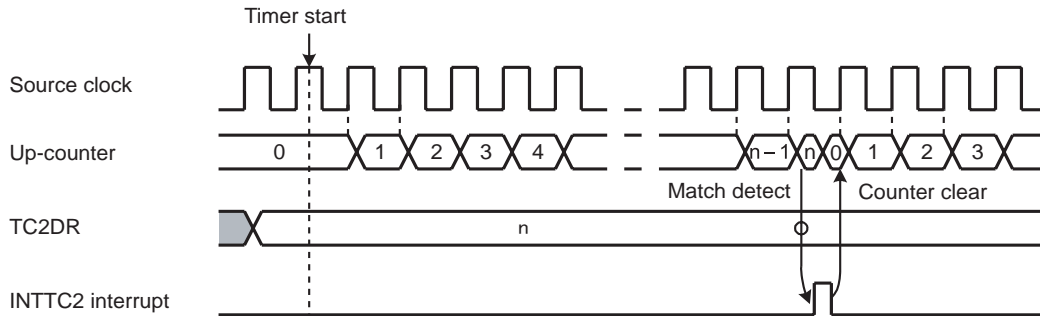 Timer start
Source clock
Up-counter
0 1 2 3 4 n – 1 n 0 1 2 3
Match detect Counter clear
TC2DR
n
INTTC2 interrupt